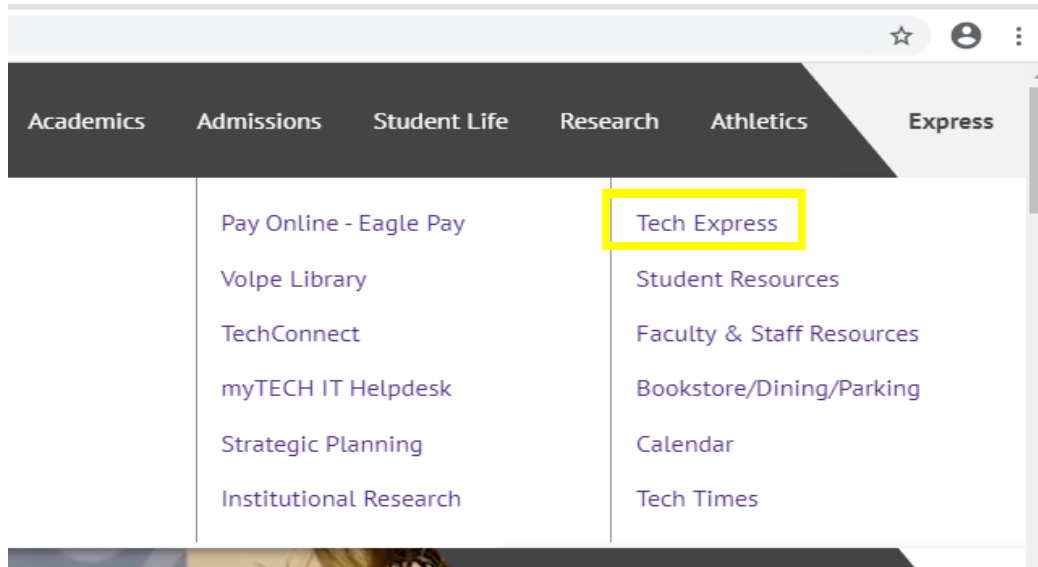 Academics Admissions Student Life Research Athletics Express
Pay Online - Eagle Pay
Volpe Library
TechConnect
myTECH IT Helpdesk
Strategic Planning
Institutional Research
Tech Express
Student Resources
Faculty & Staff Resources
Bookstore/Dining/Parking
Calendar
Tech Times